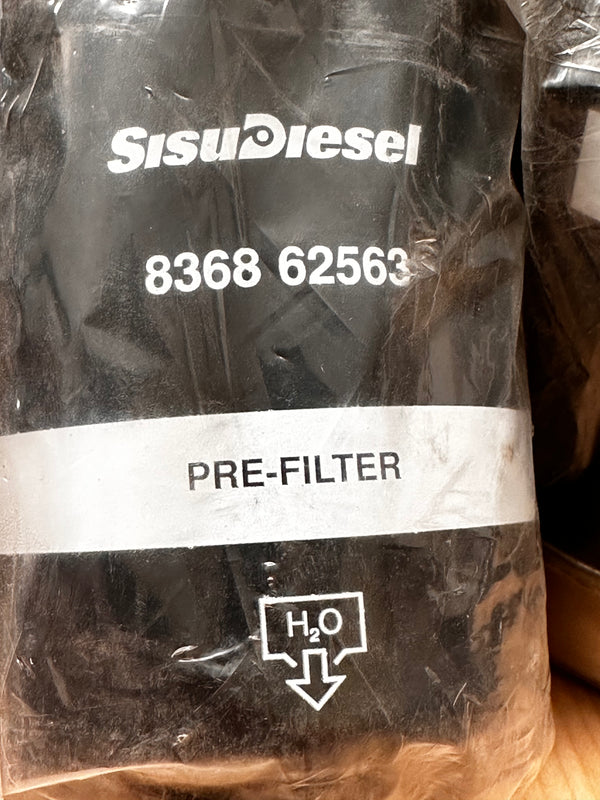 SisuDiesel
8368 62563
PRE-FILTER
H₂O